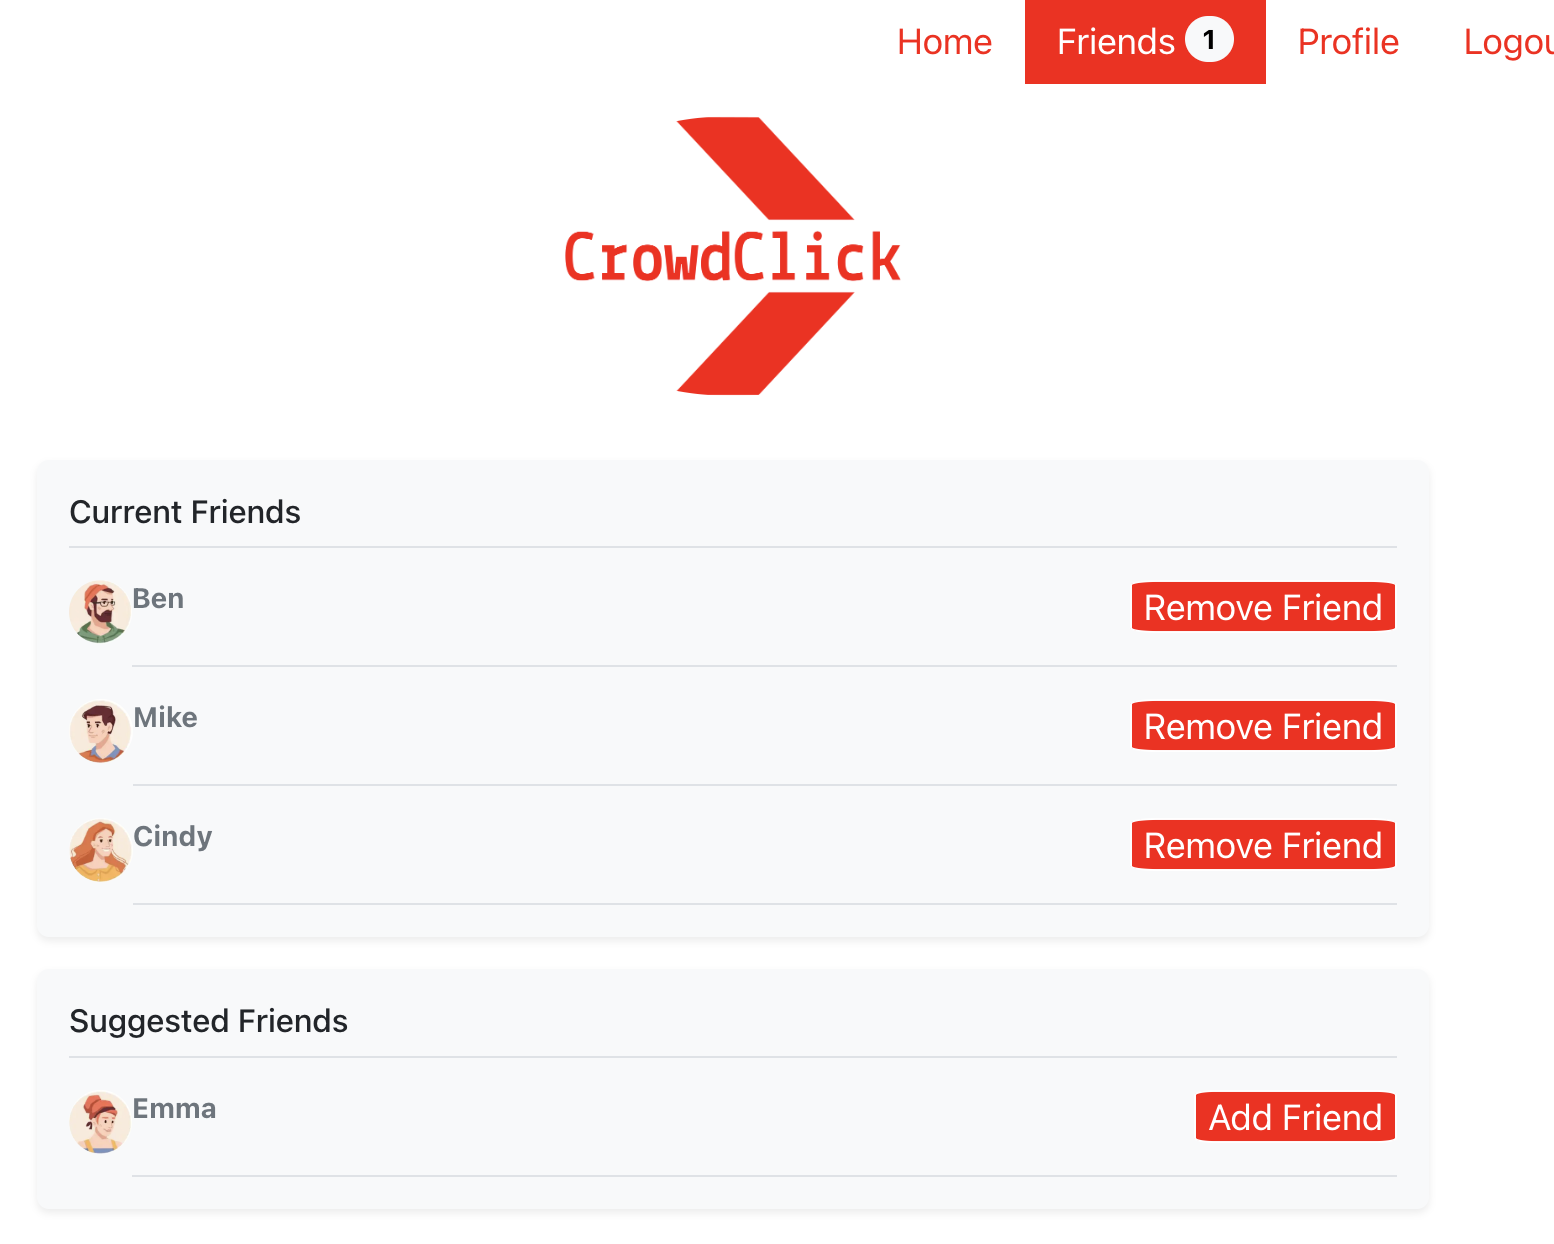 Home Friends 1 Profile Logou
CrowdClick
Current Friends
Ben Remove Friend
Mike Remove Friend
Cindy Remove Friend
Suggested Friends
Emma Add Friend